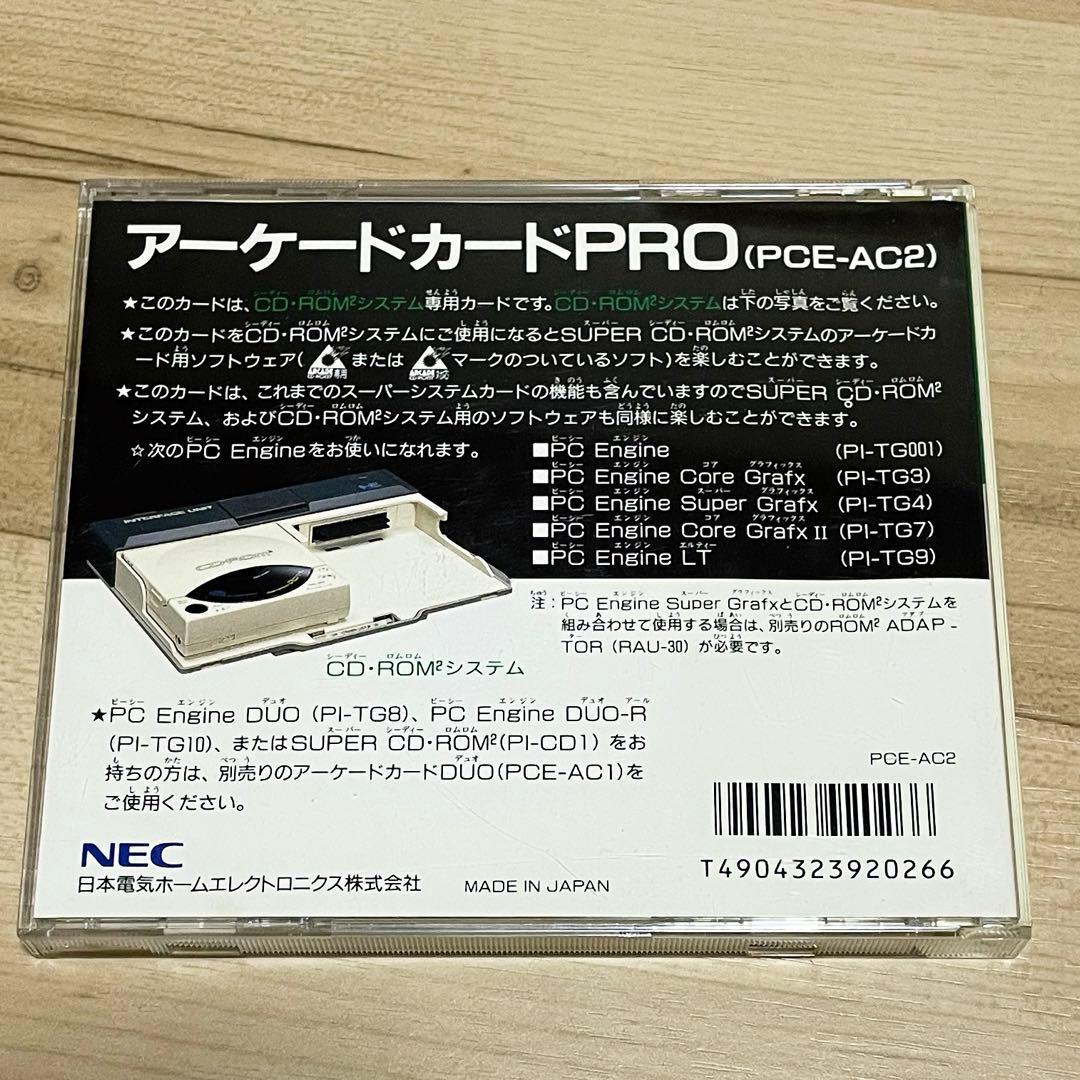 アーケードカードPRO(PCE-AC2)
★このカードは、CD・ROM²システム専用カードです。CD・ROM²システムは下の写真をご覧ください。
★このカードをCD・ROM²システムにご使用になるとSUPER CD・ROM²システムのアーケードカ
ード用ソフトウェア( または マークのついているソフト)を楽しむことができます。
★このカードは、これまでのスーパーシステムカードの機能も含んでいますのでSUPER CD・ROM²
システム、およびCD・ROM²システム用のソフトウェアも同様に楽しむことができます。
☆次のPC Engineをお使いになれます。
■PC Engine (PI-TG001)
■PC Engine Core Grafx (PI-TG3)
■PC Engine Super Grafx (PI-TG4)
■PC Engine Core Grafx II (PI-TG7)
■PC Engine LT (PI-TG9)
INTERFACE UNIT
CD-ROM²
CD・ROM²システム
注:PC Engine Super GrafxとCD・ROM²システムを
組み合わせて使用する場合は、別売りのROM² ADAP-
TOR (RAU-30) が必要です。
★PC Engine DUO (PI-TG8)、PC Engine DUO-R
(PI-TG10)、またはSUPER CD・ROM²(PI-CD1) をお
持ちの方は、別売りのアーケードカードDUO(PCE-AC1)を
ご使用ください。
PCE-AC2
T4904323920266
NEC
日本電気ホームエレクトロニクス株式会社
MADE IN JAPAN